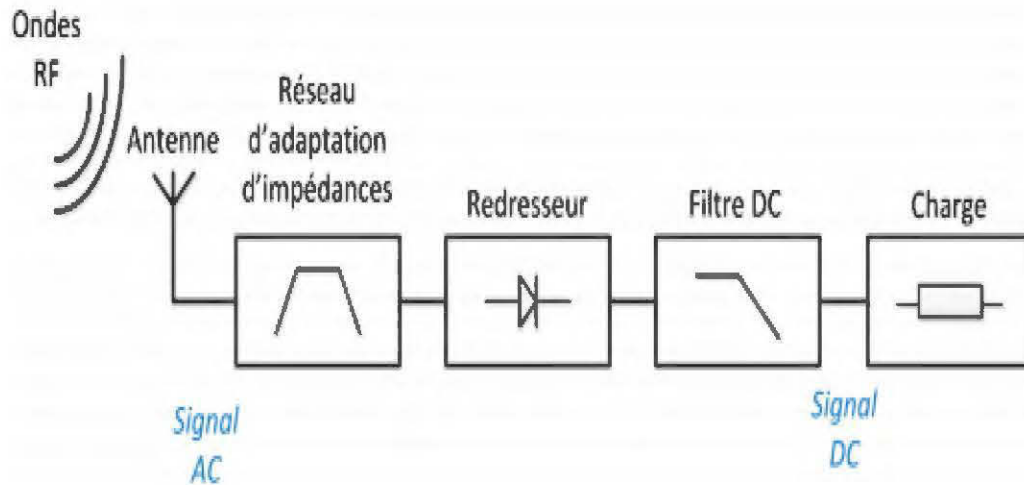 Ondes
RF
Antenne
Réseau
d'adaptation
d'impédances
Redresseur
Filtre DC
Charge
Signal
AC
Signal
DC